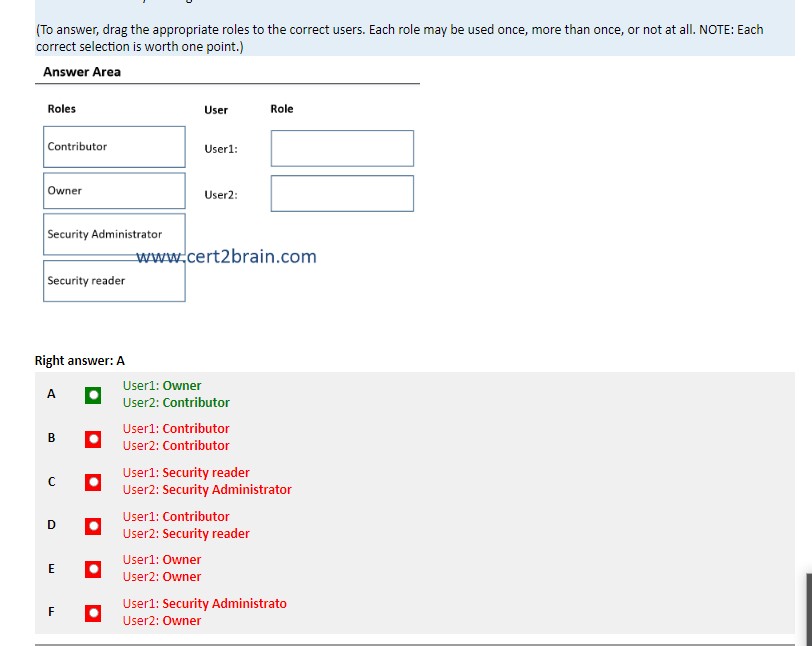 (To answer, drag the appropriate roles to the correct users. Each role may be used once, more than once, or not at all. NOTE: Each
correct selection is worth one point.)
Answer Area
Roles User Role
Contributor User1:
Owner User2:
Security Administrator
www.cert2brain.com
Security reader
Right answer: A
A User1: Owner
User2: Contributor
B User1: Contributor
User2: Contributor
C User1: Security reader
User2: Security Administrator
D User1: Contributor
User2: Security reader
E User1: Owner
User2: Owner
F User1: Security Administrato
User2: Owner